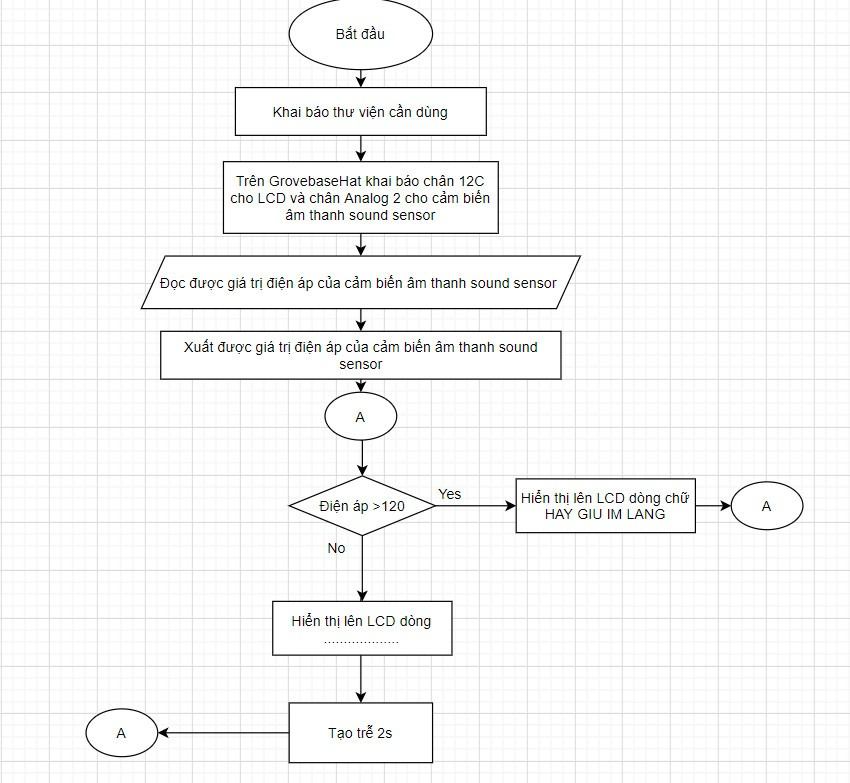 Bắt đầu
Khai báo thư viện cần dùng
Trên GrovebaseHat khai báo chân 12C
cho LCD và chân Analog 2 cho cảm biến
âm thanh sound sensor
Đọc được giá trị điện áp của cảm biến âm thanh sound sensor
Xuất được giá trị điện áp của cảm biến âm thanh sound
sensor
A
Điện áp >120
Yes
Hiển thị lên LCD dòng chữ
HAY GIU IM LANG
A
No
Hiển thị lên LCD dòng
...................
Tạo trễ 2s
A